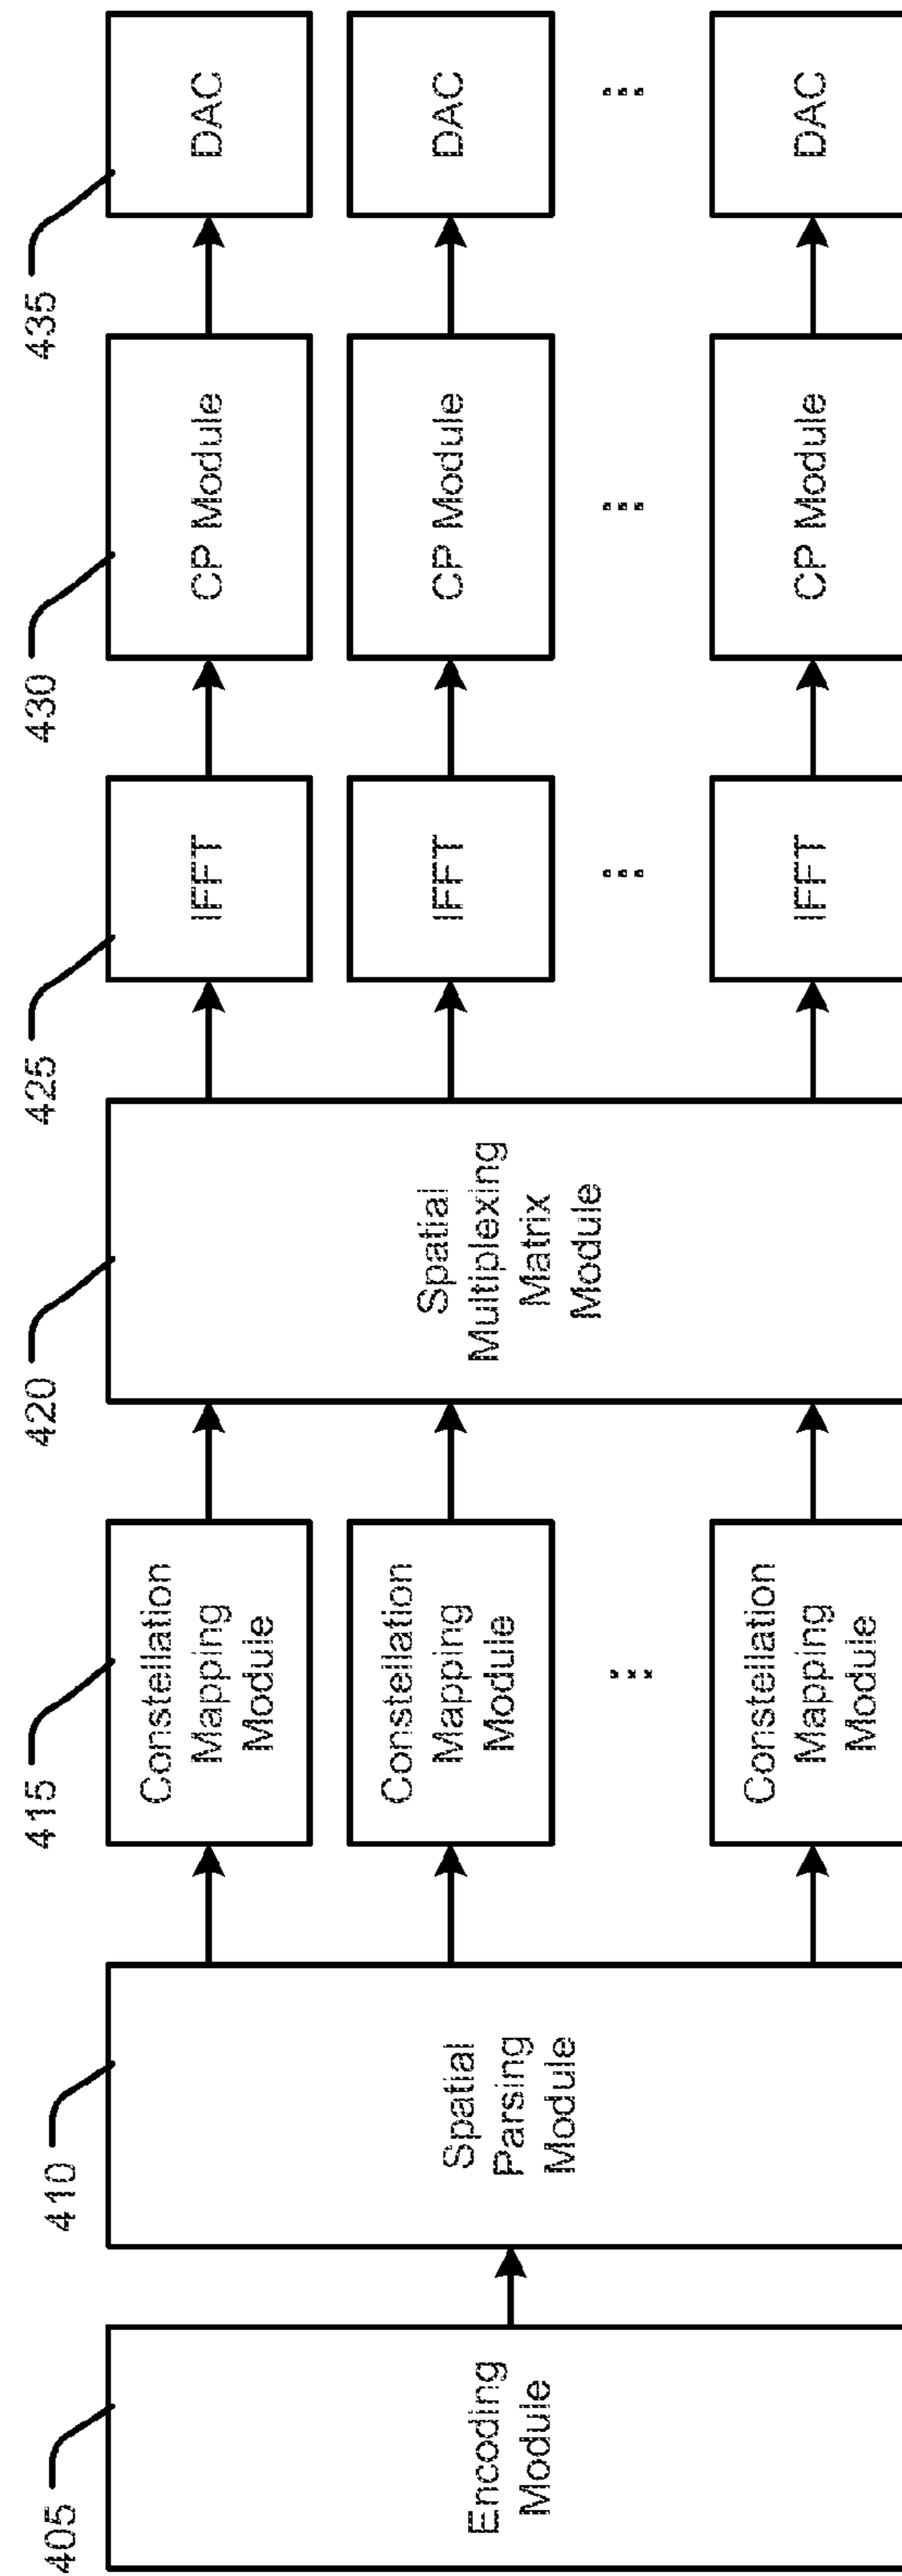 405
410
415
420
425
430
435
Encoding
Module
Spatial
Parsing
Module
Constellation
Mapping
Module
Spatial
Multiplexing
Matrix
Module
IFFT
CP Module
DAC
Constellation
Mapping
Module
IFFT
CP Module
DAC
...
...
...
...
Constellation
Mapping
Module
IFFT
CP Module
DAC